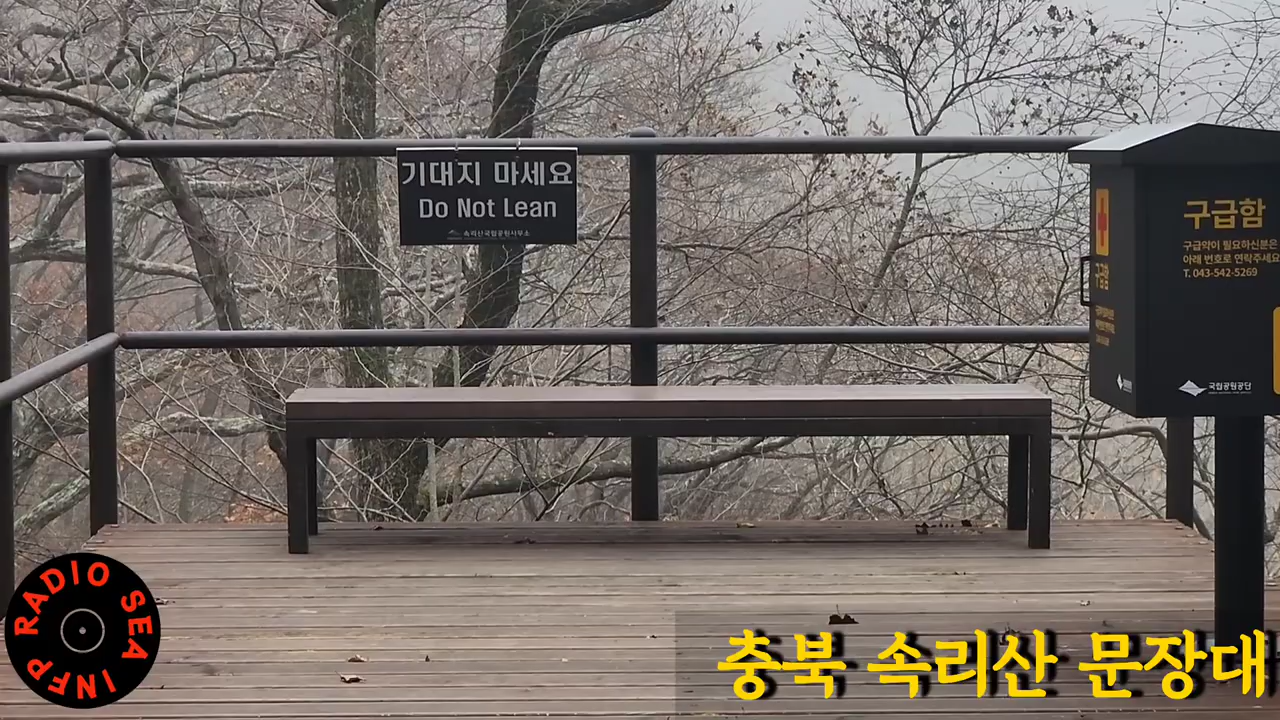 기대지 마세요
Do Not Lean
속리산국립공원사무소
구급함
구급약이 필요하신분은
아래 번호로 연락주세요
T. 043-542-5269
구급함
국립공원공단
RADIO SEA INFP
충북 속리산 문장대